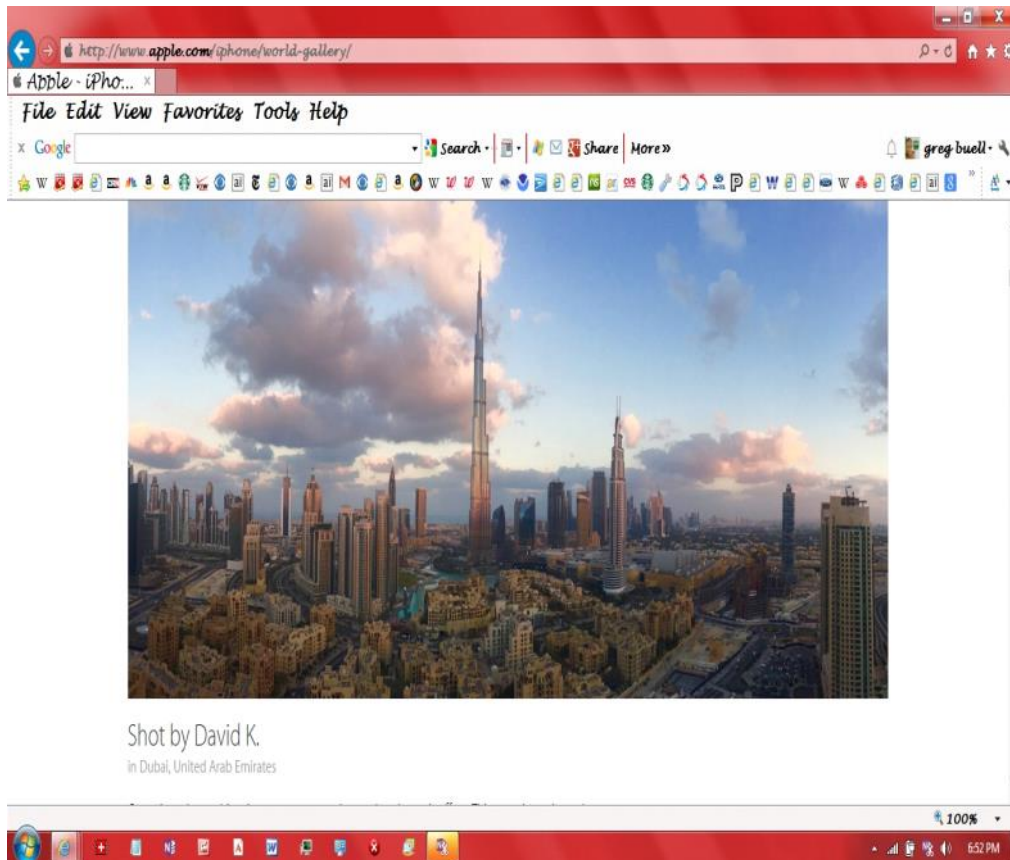 http://www.apple.com/iphone/world-gallery/
Apple - iPho...
File Edit View Favorites Tools Help
x Google Search Share More » greg buell
Shot by David K.
in Dubai, United Arab Emirates
100%
6:52 PM